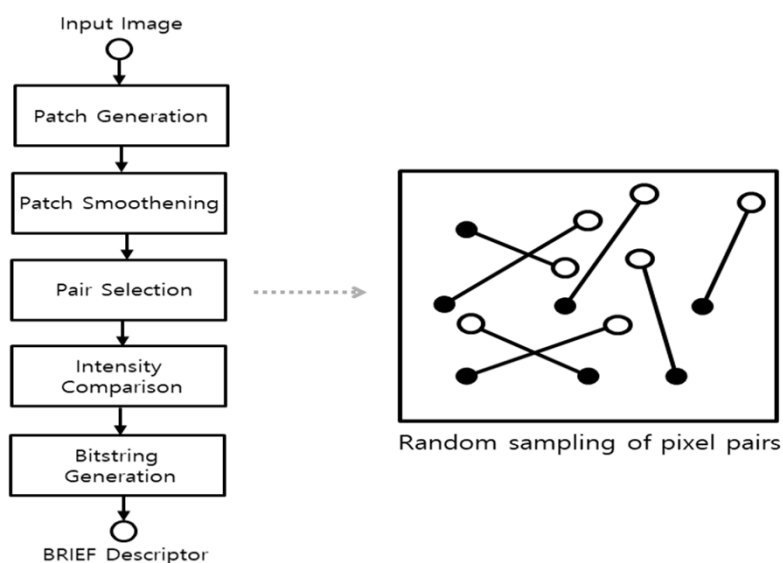 Input Image
Patch Generation
Patch Smoothening
Pair Selection
Intensity
Comparison
Bitstring
Generation
BRIEF Descriptor
Random sampling of pixel pairs